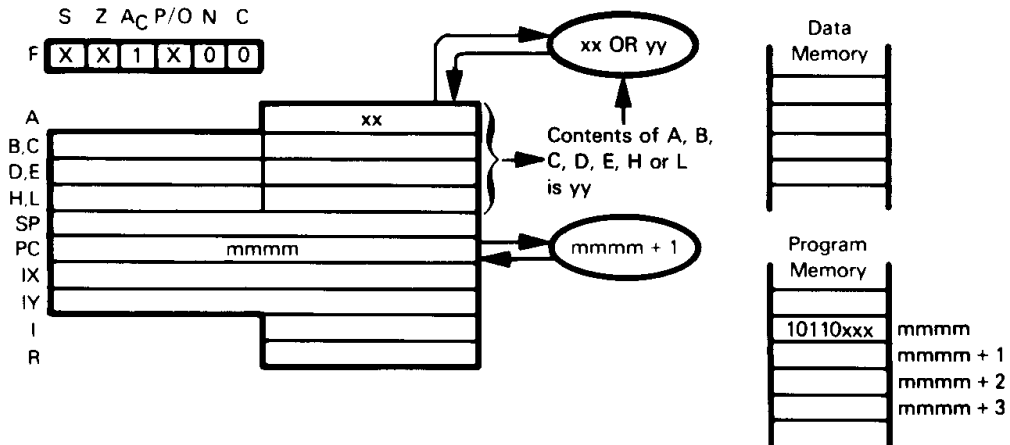 S Z AC P/O N C
F X X 1 X 0 0
xx OR yy
Data
Memory
A xx
Contents of A, B,
C, D, E, H or L
is yy
B,C
D,E
H,L
SP
PC mmmm
mmmm + 1
IX
IY
I
R
Program
Memory
10110xxx mmmm
mmmm + 1
mmmm + 2
mmmm + 3